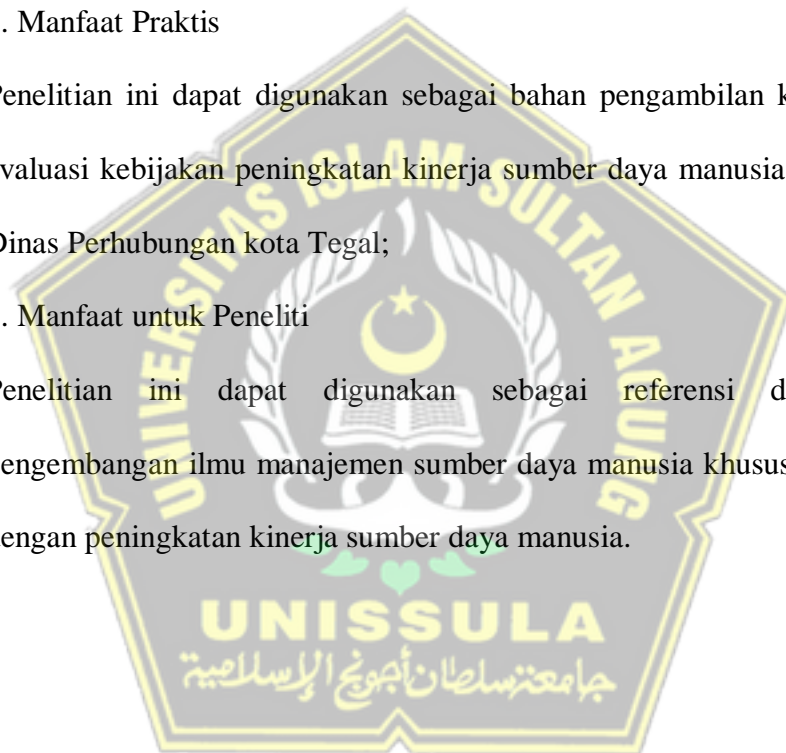 . Manfaat Praktis
Penelitian ini dapat digunakan sebagai bahan pengambilan k
evaluasi kebijakan peningkatan kinerja sumber daya manusia
Dinas Perhubungan kota Tegal;
. Manfaat untuk Peneliti
Penelitian ini dapat digunakan sebagai referensi d
pengembangan ilmu manajemen sumber daya manusia khusus
dengan peningkatan kinerja sumber daya manusia.
UNIVERSITAS ISLAM SULTAN AGUNG
UNISSULA
جامعة سلطان أجونج الإسلامية